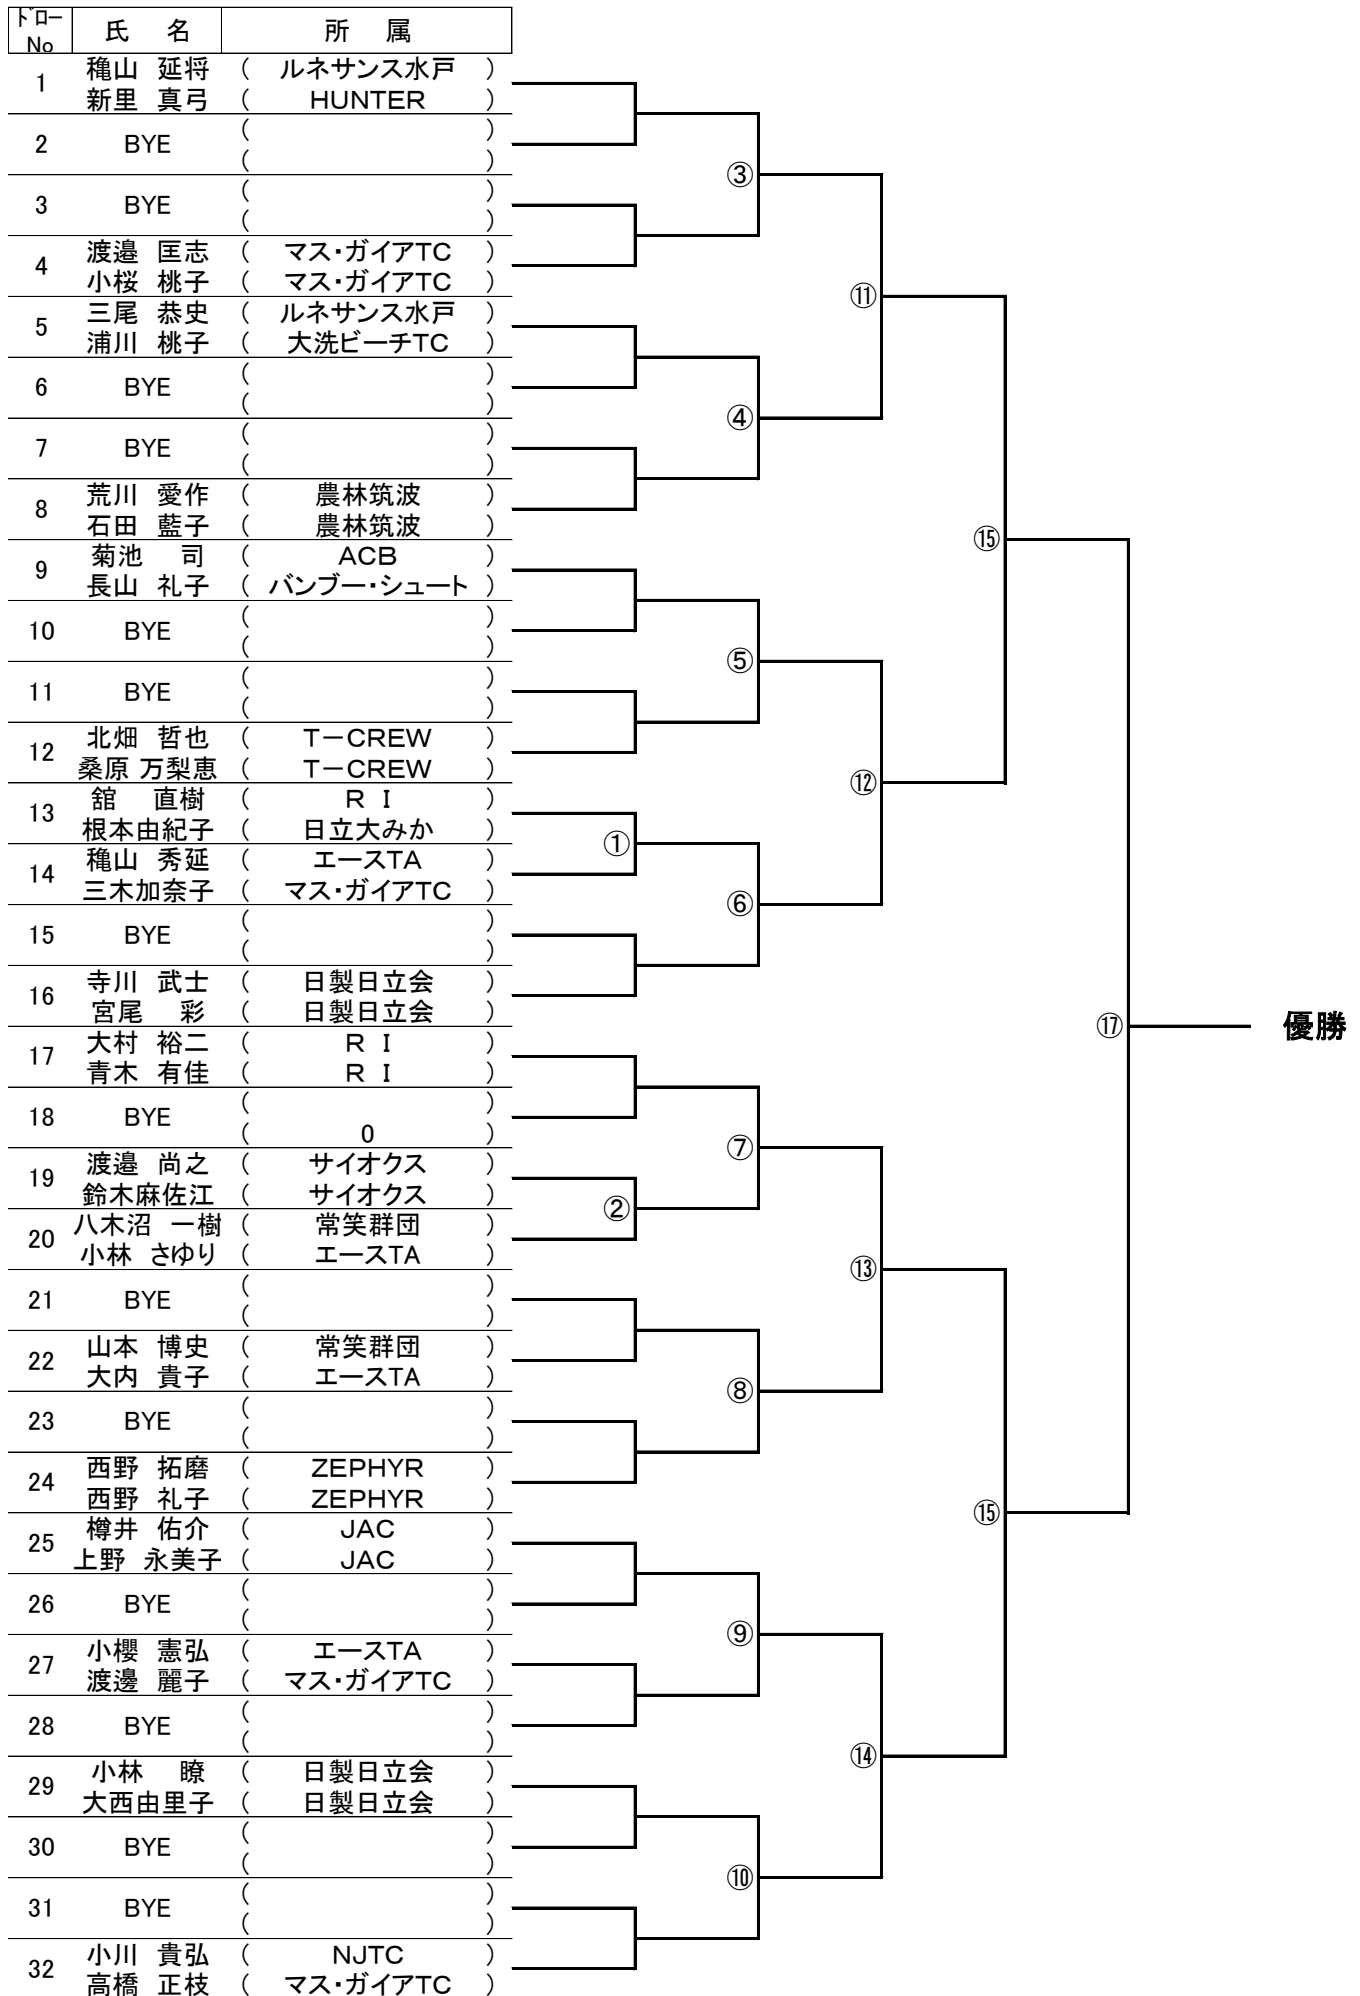 ドロー 氏 名 所 属
No
穐山 延将 ( ルネサンス水戸 )
1
新里 真弓 ( HUNTER )
( )
2 BYE
( )
( )
3 BYE
( )
渡邉 匡志 ( マス・ガイアTC )
4
小桜 桃子 ( マス・ガイアTC )
三尾 恭史 ( ルネサンス水戸 )
5
浦川 桃子 ( 大洗ビーチTC )
( )
6 BYE
( )
( )
7 BYE
( )
荒川 愛作 ( 農林筑波 )
8
石田 藍子 ( 農林筑波 )
菊池 司 ( ACB )
9
長山 礼子 ( バンブー・シュート )
( )
10 BYE
( )
( )
11 BYE
( )
北畑 哲也 ( T－CREW )
12
桑原 万梨恵 ( T－CREW )
舘 直樹 ( R I )
13
根本由紀子 ( 日立大みか )
穐山 秀延 ( エースTA )
14
三木加奈子 ( マス・ガイアTC )
( )
15 BYE
( )
寺川 武士 ( 日製日立会 )
16
宮尾 彩 ( 日製日立会 )
大村 裕二 ( R I )
17
青木 有佳 ( R I )
( )
18 BYE
( 0 )
渡邉 尚之 ( サイオクス )
19
鈴木麻佐江 ( サイオクス )
八木沼 一樹 ( 常笑群団 )
20
小林 さゆり ( エースTA )
( )
21 BYE
( )
山本 博史 ( 常笑群団 )
22
大内 貴子 ( エースTA )
( )
23 BYE
( )
西野 拓磨 ( ZEPHYR )
24
西野 礼子 ( ZEPHYR )
樽井 佑介 ( JAC )
25
上野 永美子 ( JAC )
( )
26 BYE
( )
小櫻 憲弘 ( エースTA )
27
渡邊 麗子 ( マス・ガイアTC )
( )
28 BYE
( )
小林 瞭 ( 日製日立会 )
29
大西由里子 ( 日製日立会 )
( )
30 BYE
( )
( )
31 BYE
( )
小川 貴弘 ( NJTC )
32
高橋 正枝 ( マス・ガイアTC )
①
②
③
④
⑤
⑥
⑦
⑧
⑨
⑩
⑪
⑫
⑬
⑭
⑮
⑮
⑰ 優勝